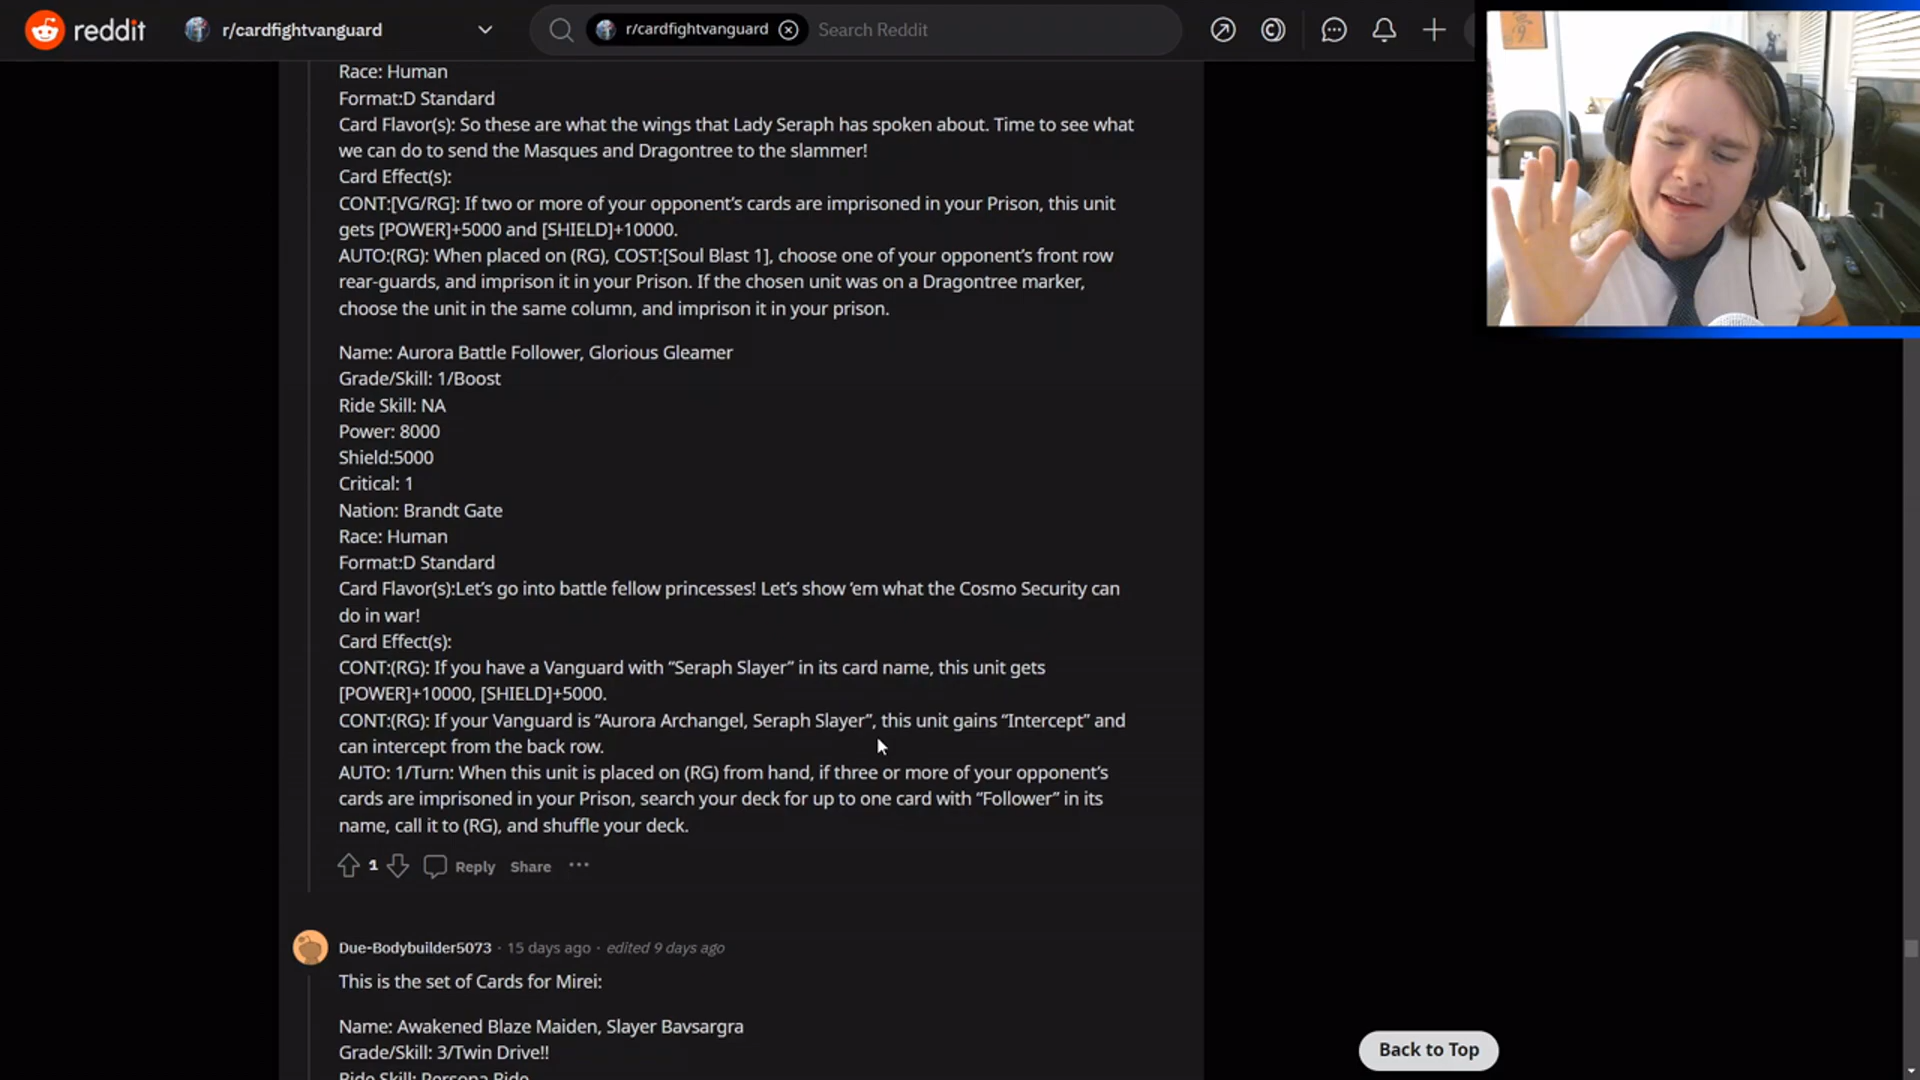 reddit
r/cardfightvanguard
r/cardfightvanguard
Search Reddit
Race: Human
Format:D Standard
Card Flavor(s): So these are what the wings that Lady Seraph has spoken about. Time to see what
we can do to send the Masques and Dragontree to the slammer!
Card Effect(s):
CONT:[VG/RG]: If two or more of your opponent’s cards are imprisoned in your Prison, this unit
gets [POWER]+5000 and [SHIELD]+10000.
AUTO:(RG): When placed on (RG), COST:[Soul Blast 1], choose one of your opponent’s front row
rear-guards, and imprison it in your Prison. If the chosen unit was on a Dragontree marker,
choose the unit in the same column, and imprison it in your prison.
Name: Aurora Battle Follower, Glorious Gleamer
Grade/Skill: 1/Boost
Ride Skill: NA
Power: 8000
Shield:5000
Critical: 1
Nation: Brandt Gate
Race: Human
Format:D Standard
Card Flavor(s):Let’s go into battle fellow princesses! Let’s show ‘em what the Cosmo Security can
do in war!
Card Effect(s):
CONT:(RG): If you have a Vanguard with “Seraph Slayer” in its card name, this unit gets
[POWER]+10000, [SHIELD]+5000.
CONT:(RG): If your Vanguard is “Aurora Archangel, Seraph Slayer”, this unit gains “Intercept” and
can intercept from the back row.
AUTO: 1/Turn: When this unit is placed on (RG) from hand, if three or more of your opponent’s
cards are imprisoned in your Prison, search your deck for up to one card with “Follower” in its
name, call it to (RG), and shuffle your deck.
1 Reply Share
Due-Bodybuilder5073 · 15 days ago · edited 9 days ago
This is the set of Cards for Mirei:
Name: Awakened Blaze Maiden, Slayer Bavsargra
Grade/Skill: 3/Twin Drive!!
Ride Skill: Persona Ride
Back to Top